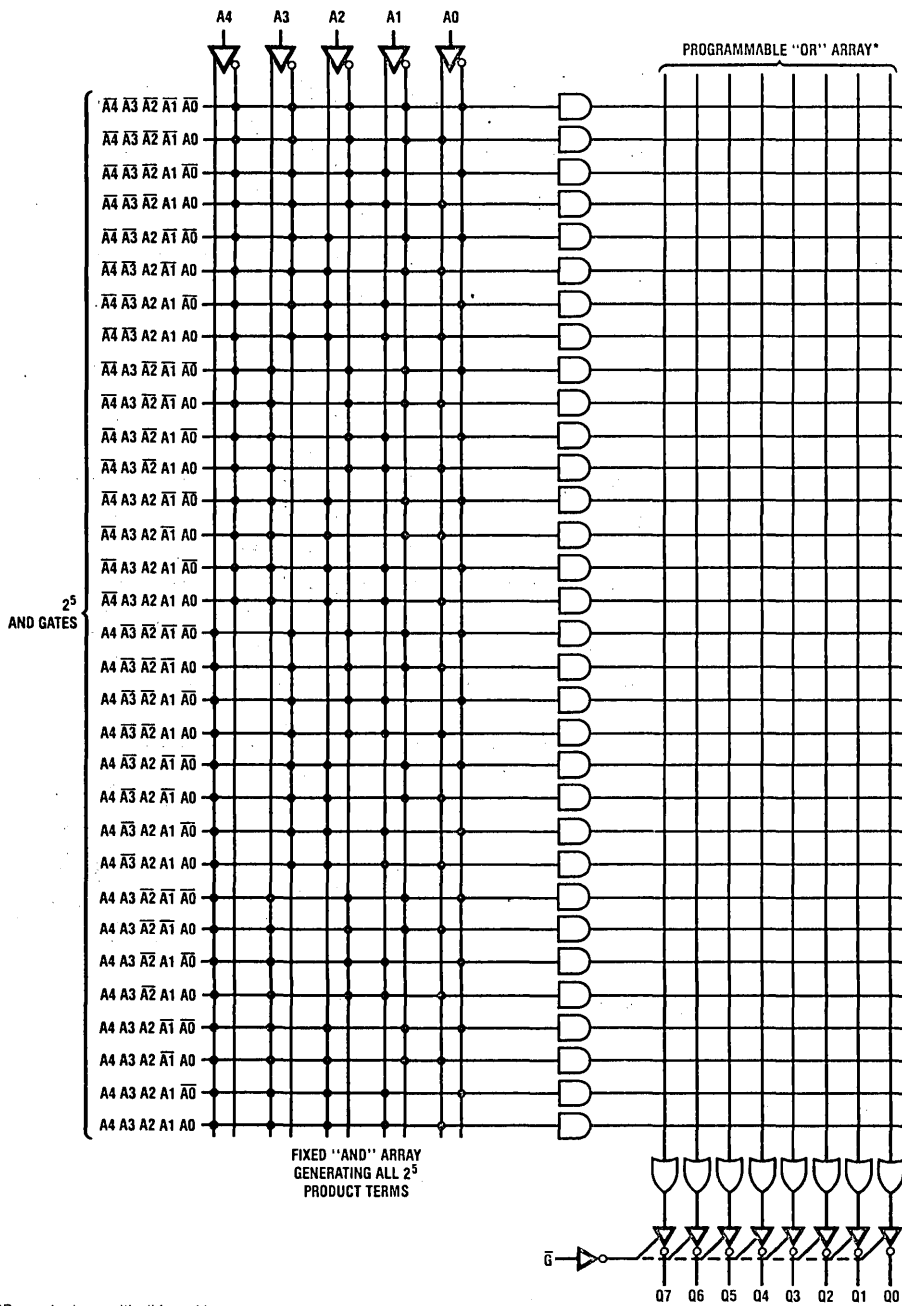 A4 A3 A2 A1 A0
PROGRAMMABLE "OR" ARRAY*
A̅4̅ A̅3̅ A̅2̅ A̅1̅ A̅0̅
A̅4̅ A̅3̅ A̅2̅ A̅1̅ A0
A̅4̅ A̅3̅ A̅2̅ A1 A̅0̅
A̅4̅ A̅3̅ A̅2̅ A1 A0
A̅4̅ A̅3̅ A2 A̅1̅ A̅0̅
A̅4̅ A̅3̅ A2 A̅1̅ A0
A̅4̅ A̅3̅ A2 A1 A̅0̅
A̅4̅ A̅3̅ A2 A1 A0
A̅4̅ A3 A̅2̅ A̅1̅ A̅0̅
A̅4̅ A3 A̅2̅ A̅1̅ A0
A̅4̅ A3 A̅2̅ A1 A̅0̅
A̅4̅ A3 A̅2̅ A1 A0
A̅4̅ A3 A2 A̅1̅ A̅0̅
A̅4̅ A3 A2 A̅1̅ A0
A̅4̅ A3 A2 A1 A̅0̅
A̅4̅ A3 A2 A1 A0
2⁵
AND GATES
A4 A̅3̅ A̅2̅ A̅1̅ A̅0̅
A4 A̅3̅ A̅2̅ A̅1̅ A0
A4 A̅3̅ A̅2̅ A1 A̅0̅
A4 A̅3̅ A̅2̅ A1 A0
A4 A̅3̅ A2 A̅1̅ A̅0̅
A4 A̅3̅ A2 A̅1̅ A0
A4 A̅3̅ A2 A1 A̅0̅
A4 A̅3̅ A2 A1 A0
A4 A3 A̅2̅ A̅1̅ A̅0̅
A4 A3 A̅2̅ A̅1̅ A0
A4 A3 A̅2̅ A1 A̅0̅
A4 A3 A̅2̅ A1 A0
A4 A3 A2 A̅1̅ A̅0̅
A4 A3 A2 A̅1̅ A0
A4 A3 A2 A1 A̅0̅
A4 A3 A2 A1 A0
FIXED "AND" ARRAY
GENERATING ALL 2⁵
PRODUCT TERMS
G̅
Q7 Q6 Q5 Q4 Q3 Q2 Q1 Q0